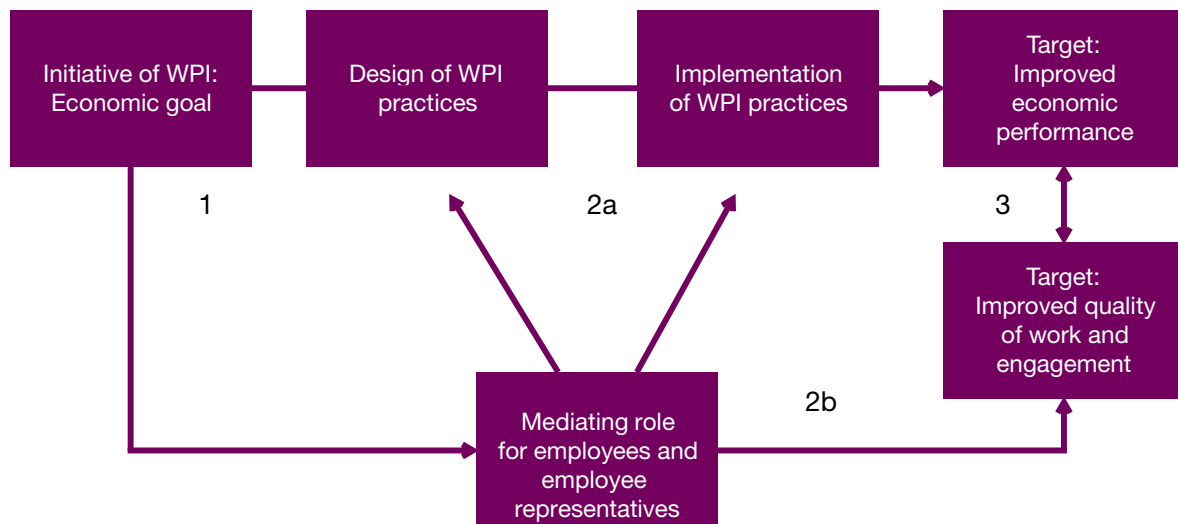 Initiative of WPI:
Economic goal
Design of WPI
practices
Implementation
of WPI practices
Target:
Improved
economic
performance
1
2a
3
Target:
Improved quality
of work and
engagement
2b
Mediating role
for employees and
employee
representatives